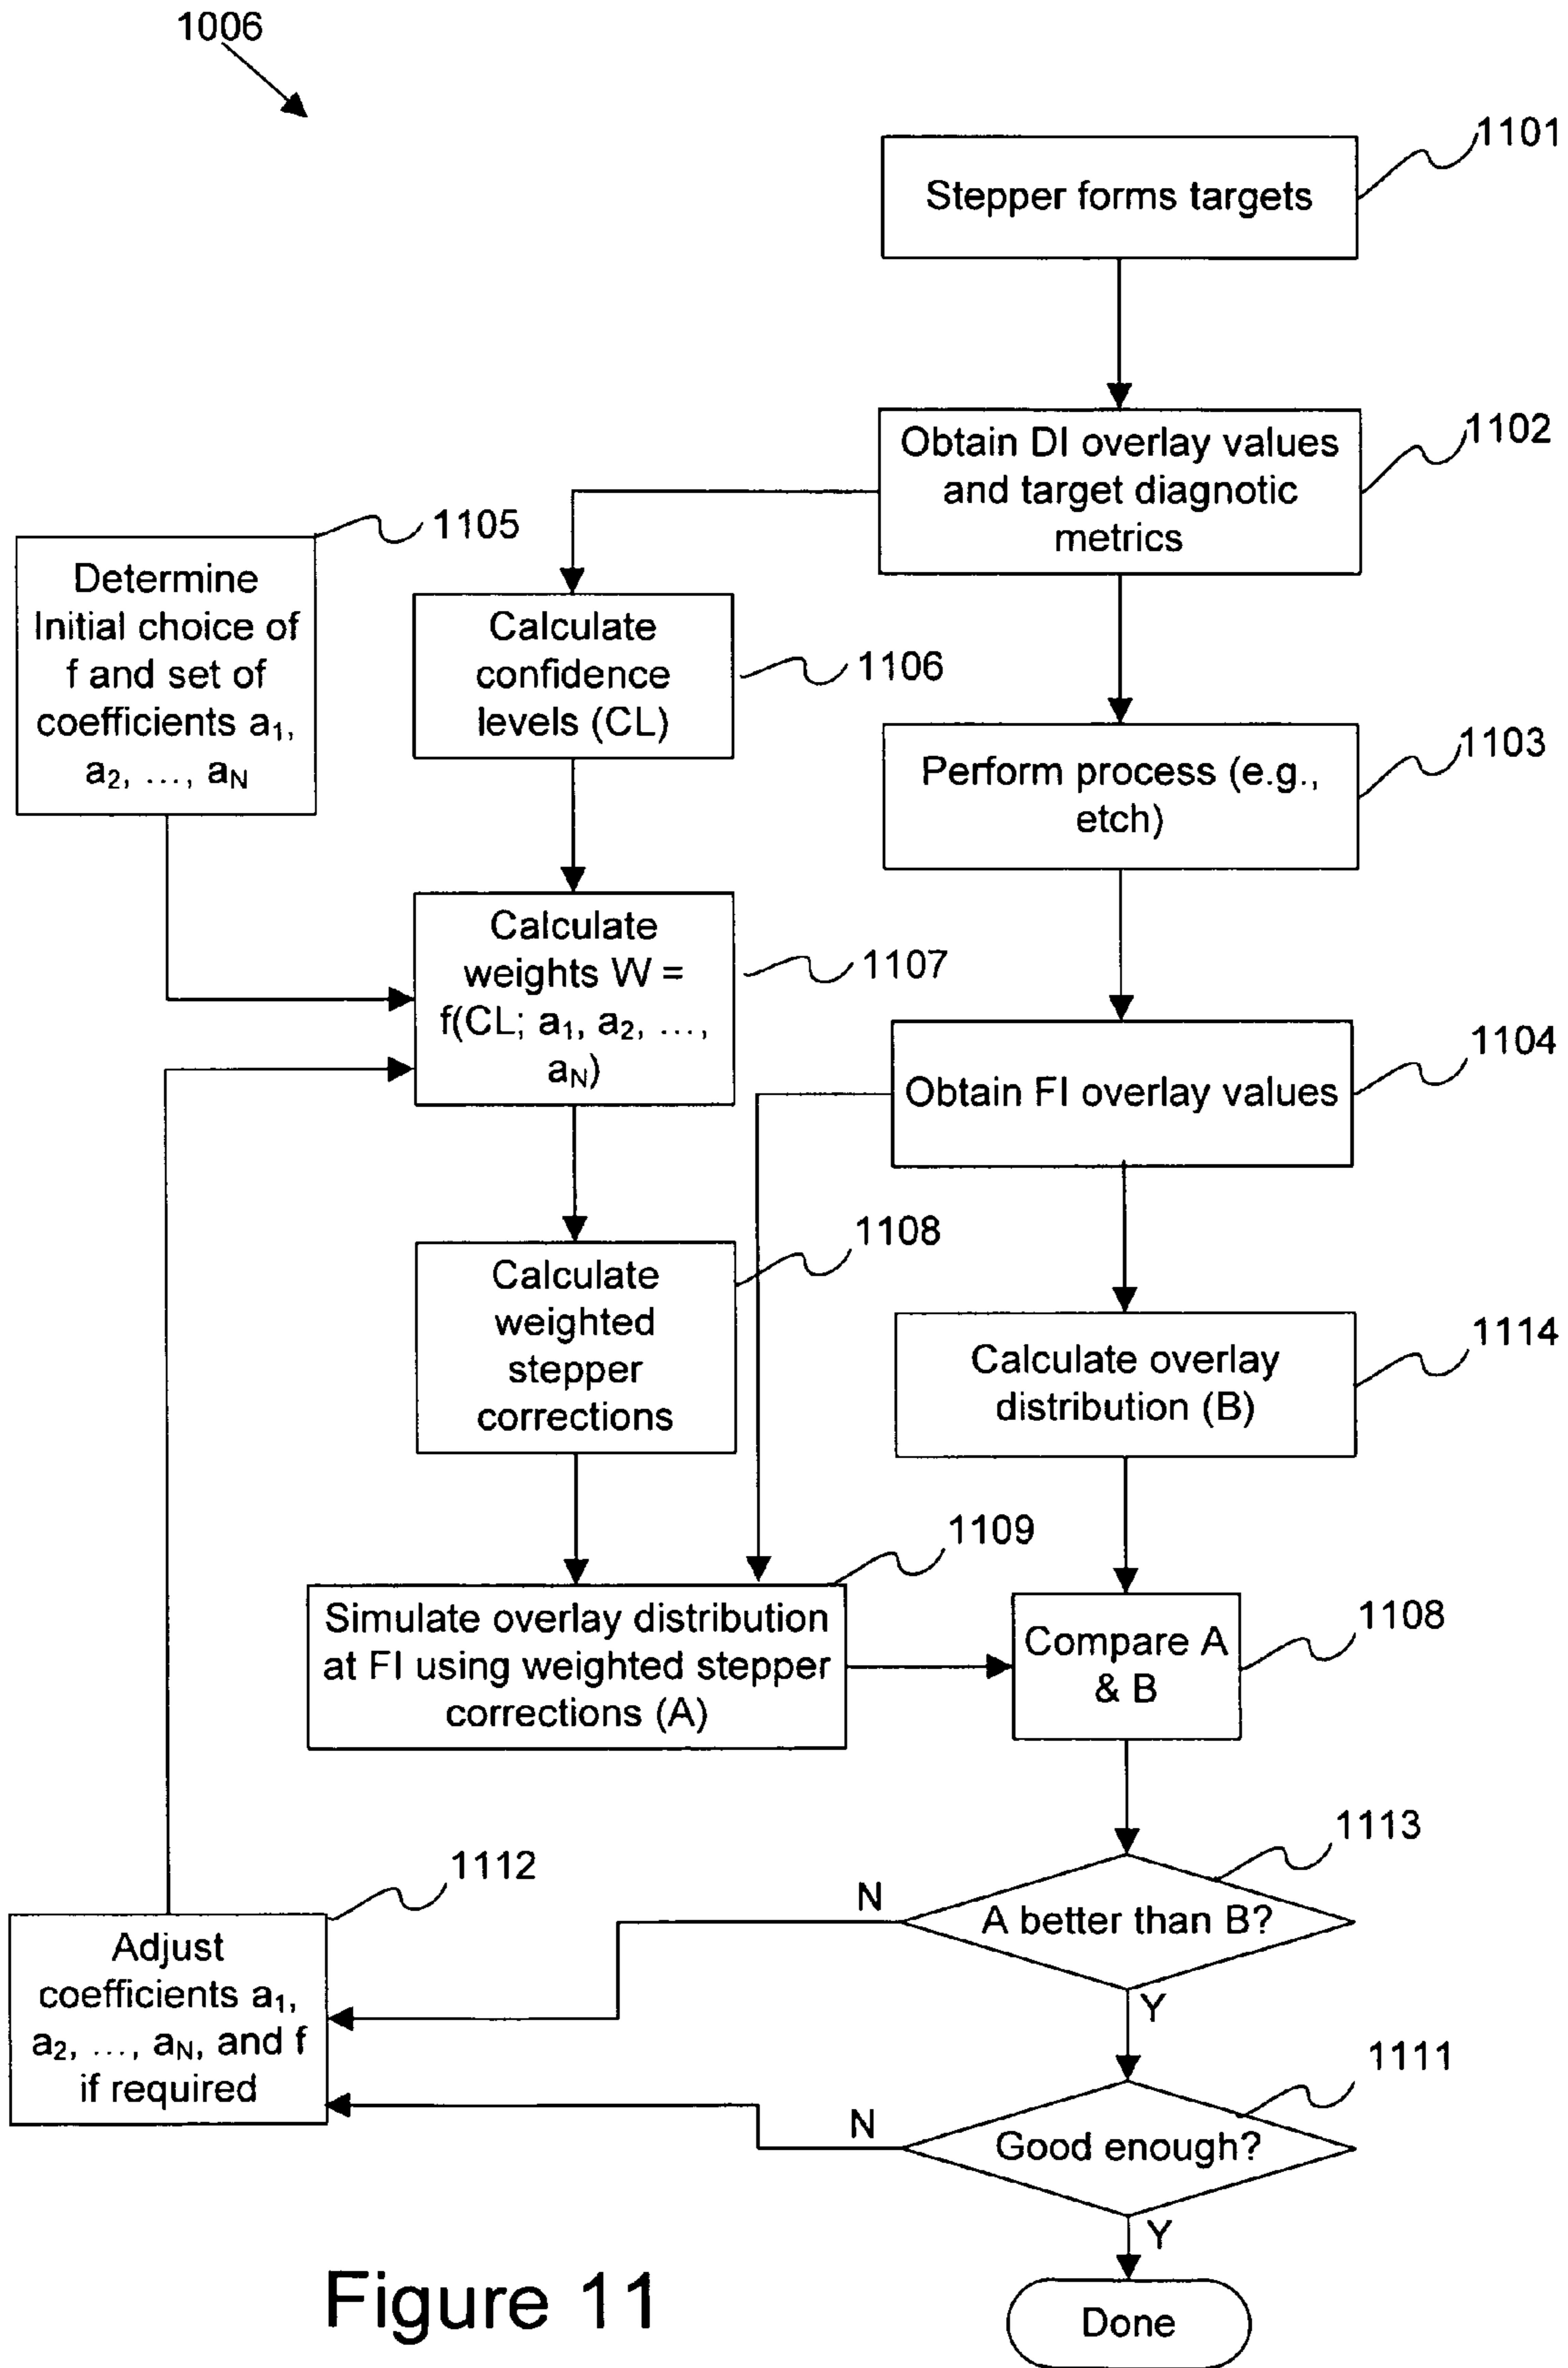 1006
1101
Stepper forms targets
1102
Obtain DI overlay values
and target diagnotic
metrics
1105
Determine
Initial choice of
f and set of
coefficients a₁,
a₂, ..., a_N
Calculate
confidence
levels (CL)
1106
1103
Perform process (e.g.,
etch)
Calculate
weights W =
f(CL; a₁, a₂, ...,
a_N)
1107
1104
Obtain FI overlay values
1108
Calculate
weighted
stepper
corrections
1114
Calculate overlay
distribution (B)
1109
Simulate overlay distribution
at FI using weighted stepper
corrections (A)
1108
Compare A
& B
1113
A better than B?
N
Y
1112
Adjust
coefficients a₁,
a₂, ..., a_N, and f
if required
1111
Good enough?
N
Y
Done
Figure 11